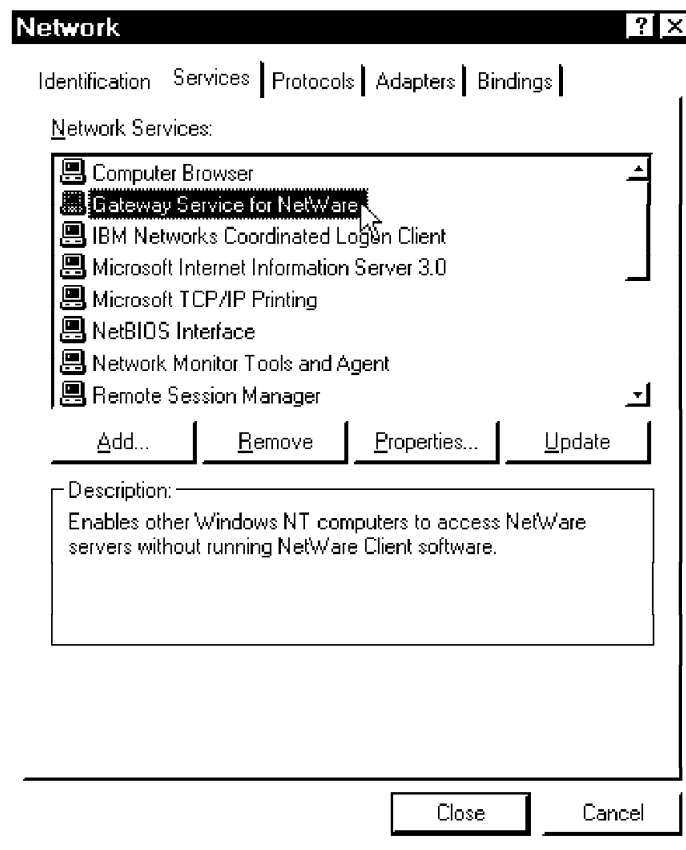 Network
Identification Services Protocols Adapters Bindings
Network Services:
Computer Browser
Gateway Service for NetWare
IBM Networks Coordinated Logon Client
Microsoft Internet Information Server 3.0
Microsoft TCP/IP Printing
NetBIOS Interface
Network Monitor Tools and Agent
Remote Session Manager
Add... Remove Properties... Update
Description:
Enables other Windows NT computers to access NetWare
servers without running NetWare Client software.
Close Cancel